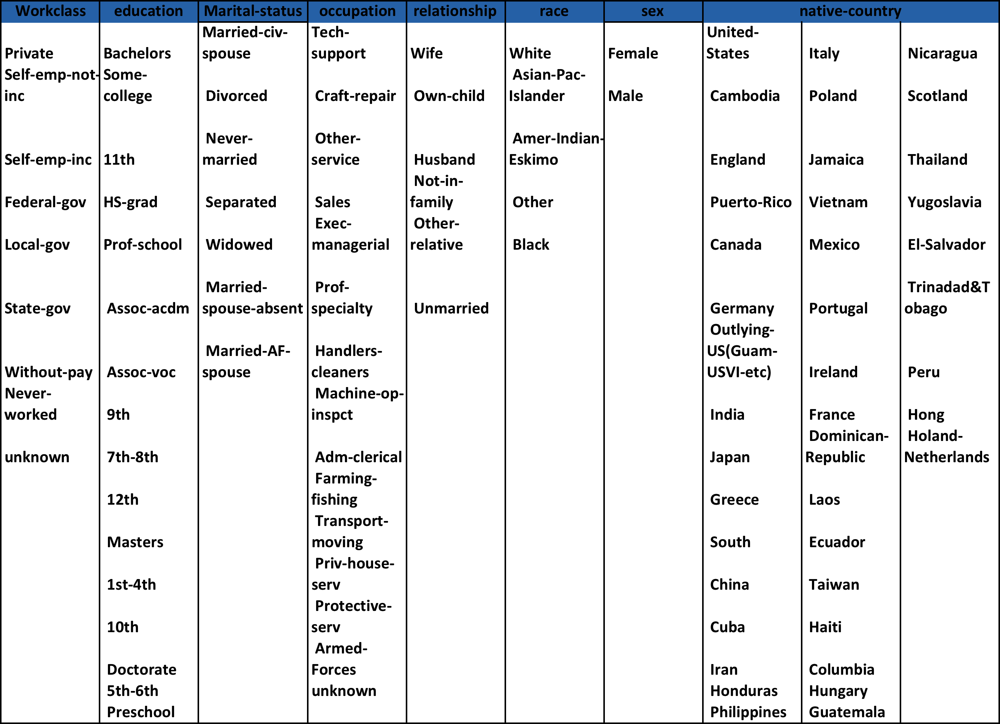 Workclass education Marital-status occupation relationship race sex native-country
Married-civ- Tech- United-
Private Bachelors spouse support Wife White Female States Italy Nicaragua
Self-emp-not- Some- Asian-Pac-
inc college Divorced Craft-repair Own-child Islander Male Cambodia Poland Scotland
Never- Other- Amer-Indian-
Self-emp-inc 11th married service Husband Eskimo England Jamaica Thailand
Not-in-
Federal-gov HS-grad Separated Sales family Other Puerto-Rico Vietnam Yugoslavia
Exec- Other-
Local-gov Prof-school Widowed managerial relative Black Canada Mexico El-Salvador
Married- Prof- Trinadad&T
State-gov Assoc-acdm spouse-absent specialty Unmarried Germany Portugal obago
Outlying-
Married-AF- Handlers- US(Guam-
Without-pay Assoc-voc spouse cleaners USVI-etc) Ireland Peru
Never- Machine-op-
worked 9th inspct India France Hong
Dominican- Holand-
unknown 7th-8th Adm-clerical Japan Republic Netherlands
Farming-
12th fishing Greece Laos
Transport-
Masters moving South Ecuador
Priv-house-
1st-4th serv China Taiwan
Protective-
10th serv Cuba Haiti
Armed-
Doctorate Forces Iran Columbia
5th-6th unknown Honduras Hungary
Preschool Philippines Guatemala